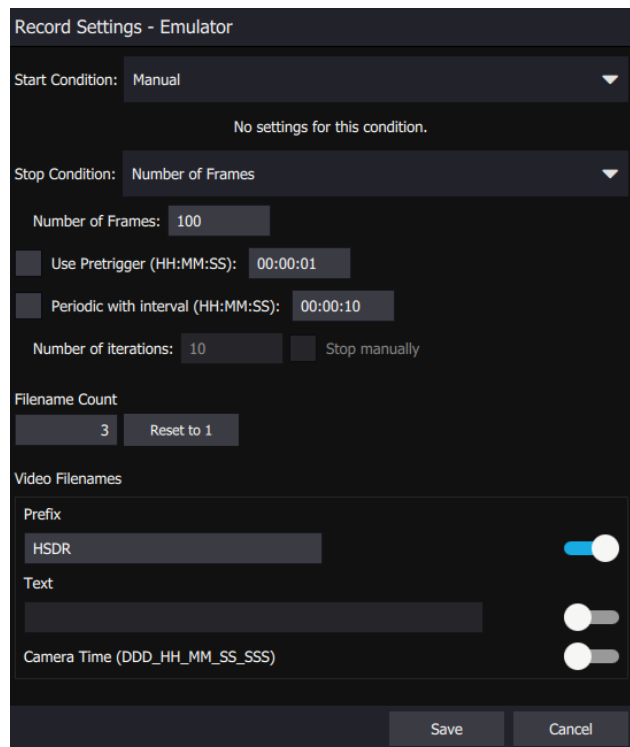 Record Settings - Emulator
Start Condition: Manual
No settings for this condition.
Stop Condition: Number of Frames
Number of Frames: 100
Use Pretrigger (HH:MM:SS): 00:00:01
Periodic with interval (HH:MM:SS): 00:00:10
Number of iterations: 10 Stop manually
Filename Count
3 Reset to 1
Video Filenames
Prefix
HSDR
Text
Camera Time (DDD_HH_MM_SS_SSS)
Save Cancel